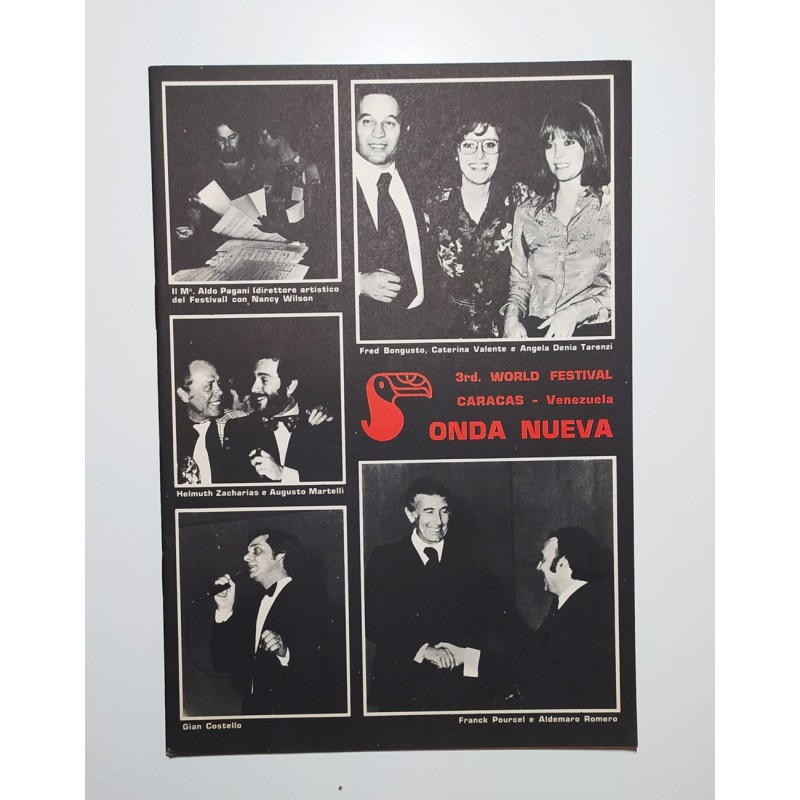 Il Mº. Aldo Pagani (direttore artistico
del Festival) con Nancy Wilson
Fred Bongusto, Caterina Valente e Angela Denia Tarenzi
3rd. WORLD FESTIVAL
CARACAS - Venezuela
ONDA NUEVA
Helmuth Zacharias e Augusto Martelli
Gian Costello
Franck Pourcel e Aldemaro Romero